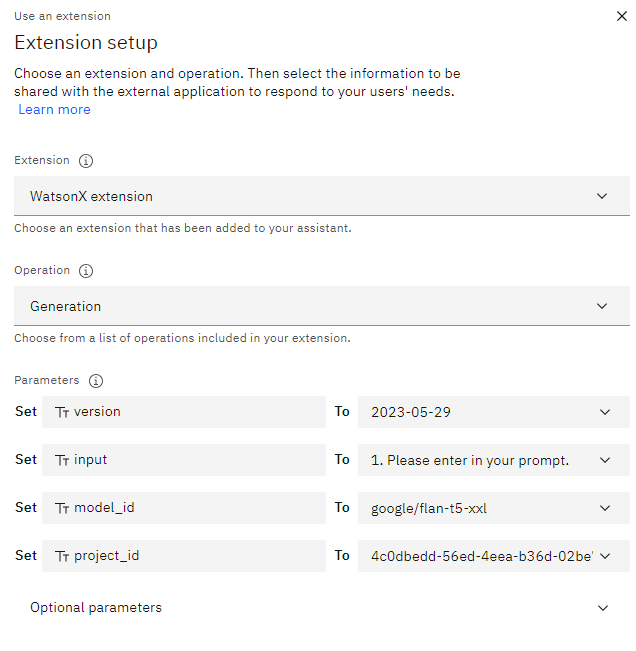 Use an extension
Extension setup
Choose an extension and operation. Then select the information to be
shared with the external application to respond to your users' needs.
Learn more
Extension
WatsonX extension
Choose an extension that has been added to your assistant.
Operation
Generation
Choose from a list of operations included in your extension.
Parameters
Set Tт version To 2023-05-29
Set Tт input To 1. Please enter in your prompt.
Set Tт model_id To google/flan-t5-xxl
Set Tт project_id To 4c0dbedd-56ed-4eea-b36d-02be
Optional parameters